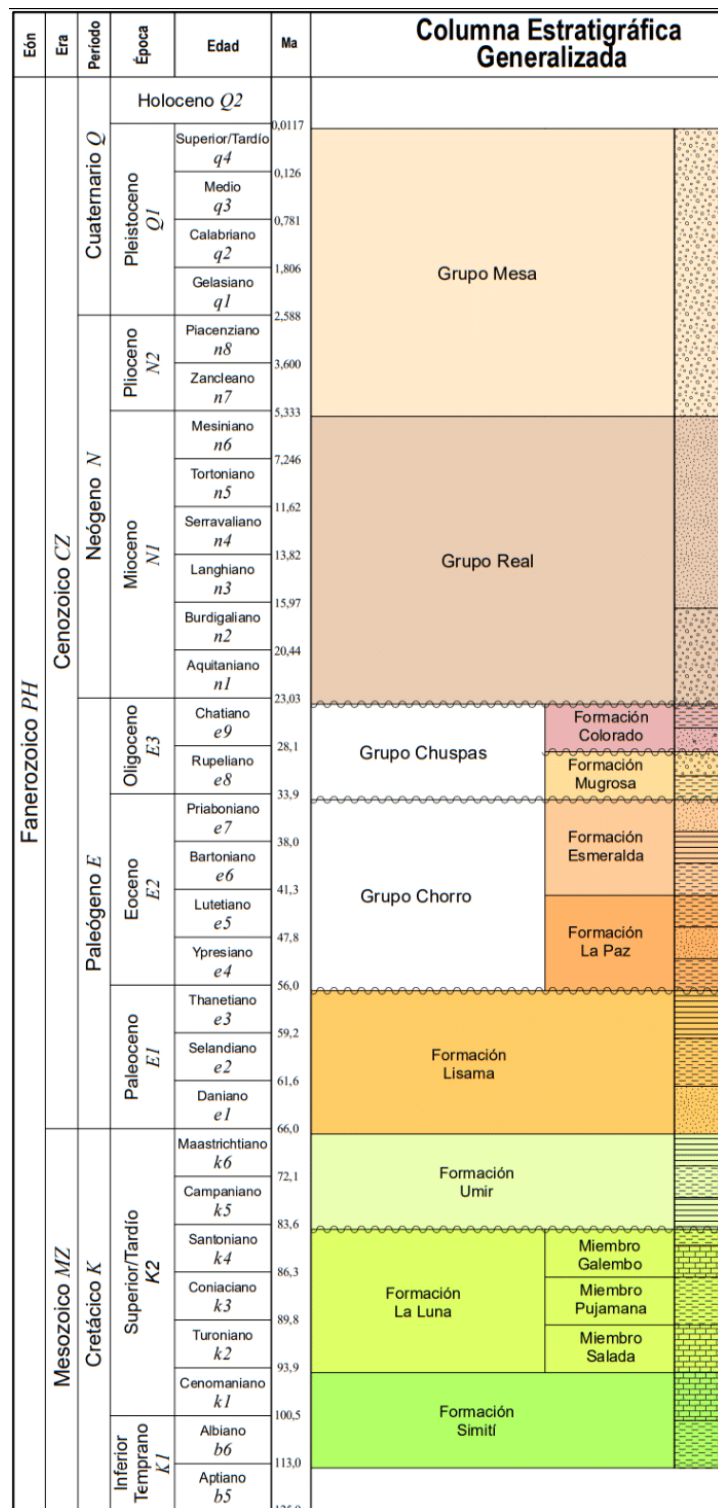 Eón
Era
Período
Época
Edad
Ma
Columna Estratigráfica
Generalizada
Fanerozoico PH
Cenozoico CZ
Mesozoico MZ
Cuaternario Q
Neógeno N
Paleógeno E
Cretácico K
Holoceno Q2
0,0117
Pleistoceno
Q1
Superior/Tardío
q4
0,126
Medio
q3
0,781
Calabriano
q2
1,806
Gelasiano
q1
2,588
Plioceno
N2
Piacenziano
n8
3,600
Zancleano
n7
5,333
Mioceno
N1
Mesiniano
n6
7,246
Tortoniano
n5
11,62
Serravaliano
n4
13,82
Langhiano
n3
15,97
Burdigaliano
n2
20,44
Aquitaniano
n1
23,03
Oligoceno
E3
Chatiano
e9
28,1
Rupeliano
e8
33,9
Eoceno
E2
Priaboniano
e7
38,0
Bartoniano
e6
41,3
Lutetiano
e5
47,8
Ypresiano
e4
56,0
Paleoceno
E1
Thanetiano
e3
59,2
Selandiano
e2
61,6
Daniano
e1
66,0
Superior/Tardío
K2
Maastrichtiano
k6
72,1
Campaniano
k5
83,6
Santoniano
k4
86,3
Coniaciano
k3
89,8
Turoniano
k2
93,9
Cenomaniano
k1
100,5
Inferior
Temprano
K1
Albiano
b6
113,0
Aptiano
b5
Grupo Mesa
Grupo Real
Grupo Chuspas
Formación
Colorado
Formación
Mugrosa
Grupo Chorro
Formación
Esmeralda
Formación
La Paz
Formación
Lisama
Formación
Umir
Formación
La Luna
Miembro
Galembo
Miembro
Pujamana
Miembro
Salada
Formación
Simití